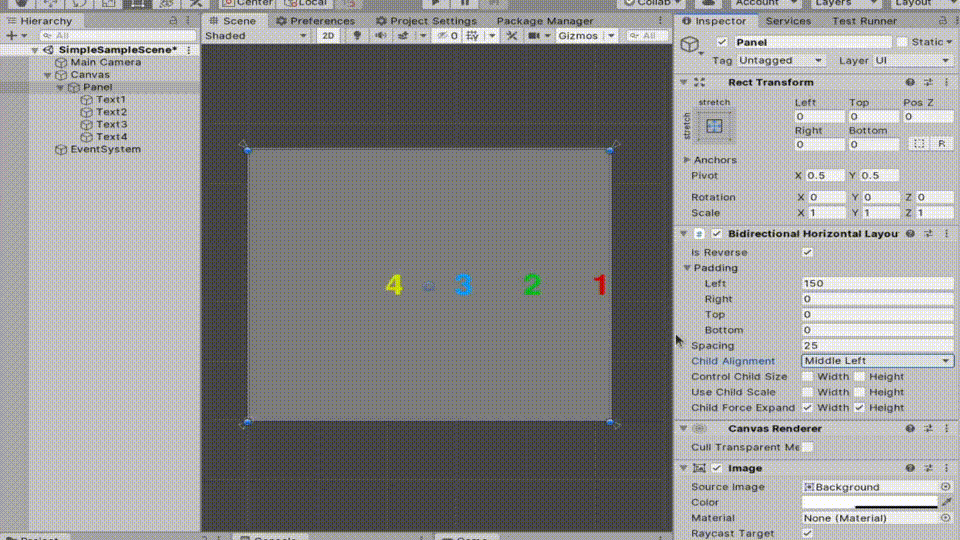 Center Local Collab Account Layers Layout
Hierarchy
All
SimpleSampleScene*
Main Camera
Canvas
Panel
Text1
Text2
Text3
Text4
EventSystem
Scene Preferences Project Settings Package Manager
Shaded 2D 0 Gizmos All
4 3 2 1
Inspector Services Test Runner
Panel Static
Tag Untagged Layer UI
Rect Transform
stretch Left Top Pos Z
stretch 0 0 0
Right Bottom
0 0 R
Anchors
Pivot X 0.5 Y 0.5
Rotation X 0 Y 0 Z 0
Scale X 1 Y 1 Z 1
# Bidirectional Horizontal Layou
Is Reverse
Padding
Left 150
Right 0
Top 0
Bottom 0
Spacing 25
Child Alignment Middle Left
Control Child Size Width Height
Use Child Scale Width Height
Child Force Expand Width Height
Canvas Renderer
Cull Transparent Me
Image
Source Image Background
Color
Material None (Material)
Raycast Target
Project Console Game